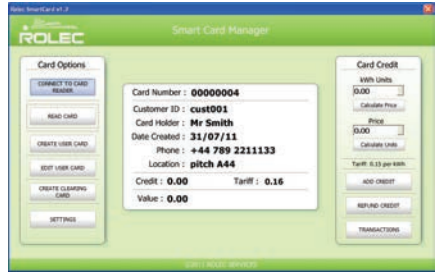 Rolec SmartCard v1.3
ROLEC
Smart Card Manager
Card Options
CONNECT TO CARD
READER
READ CARD
CREATE USER CARD
EDIT USER CARD
CREATE CLEANSING
CARD
SETTINGS
Card Number : 00000004
Customer ID : cust001
Card Holder : Mr Smith
Date Created : 31/07/11
Phone : +44 789 2211133
Location : pitch A44
Credit : 0.00 Tariff : 0.16
Value : 0.00
Card Credit
kWh Units
0.00
Calculate Price
Price
0.00
Calculate Units
Tariff: 0.15 per kWh
ADD CREDIT
REFUND CREDIT
TRANSACTIONS
ROLEC SERVICES